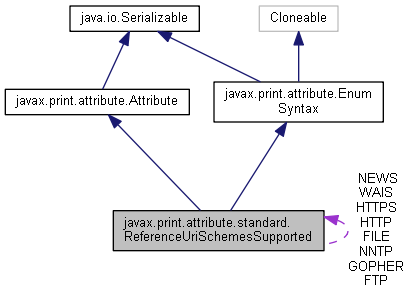 java.io.Serializable
Cloneable
javax.print.attribute.Attribute
javax.print.attribute.Enum
Syntax
javax.print.attribute.standard.
ReferenceUriSchemesSupported
NEWS
WAIS
HTTPS
HTTP
FILE
NNTP
GOPHER
FTP